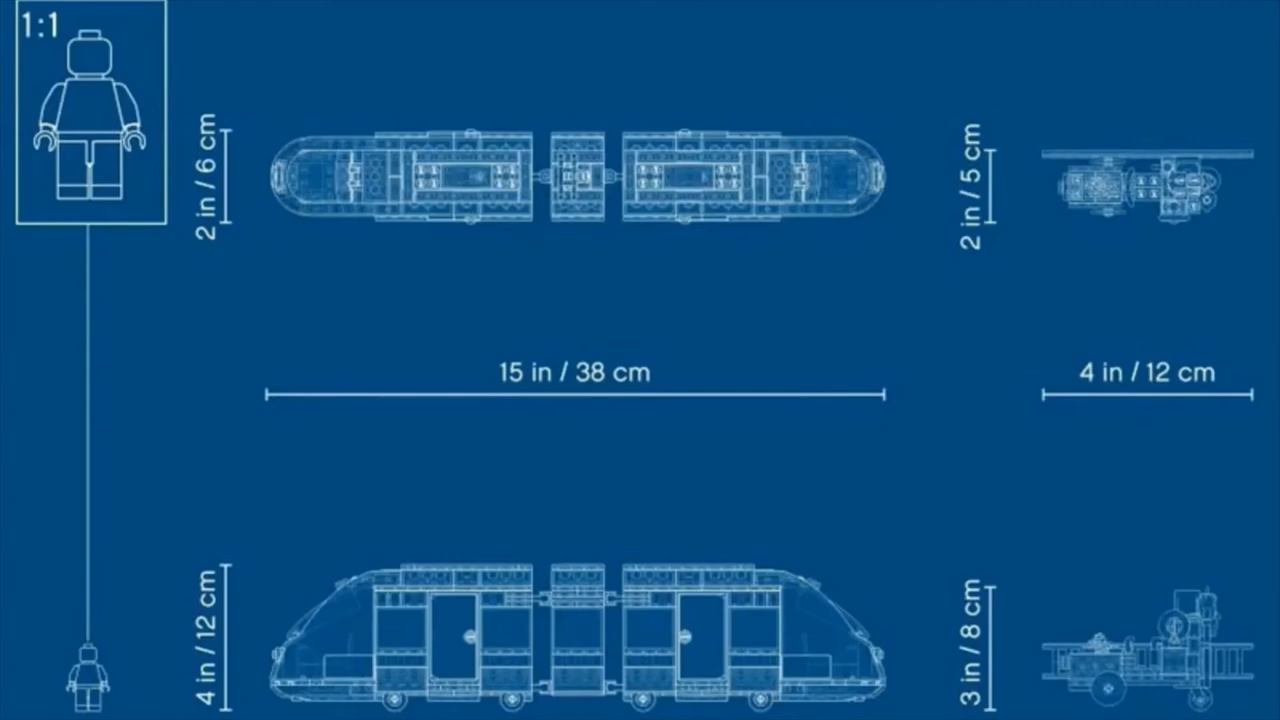 1:1
2 in / 6 cm
2 in / 5 cm
15 in / 38 cm
4 in / 12 cm
4 in / 12 cm
3 in / 8 cm